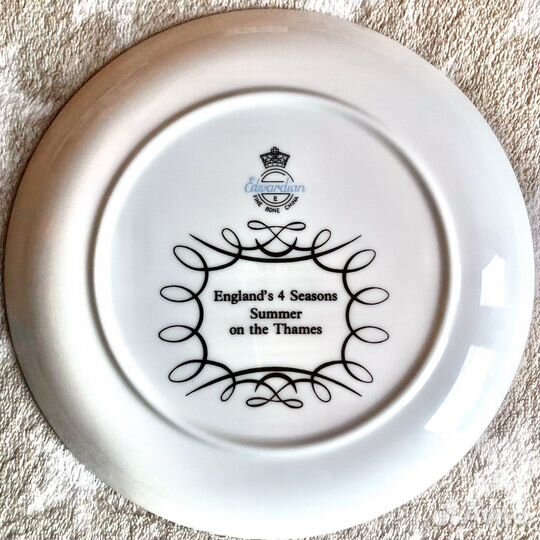 Edwardian
E
FINE BONE CHINA
England's 4 Seasons
Summer
on the Thames